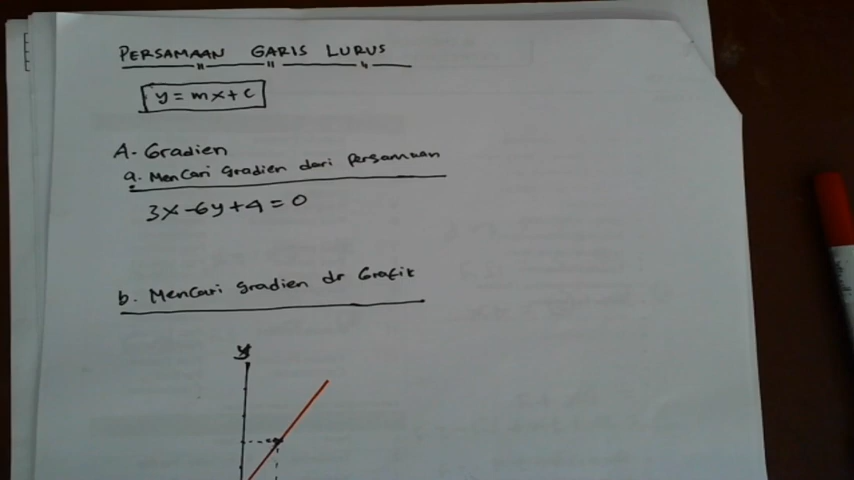 PERSAMAAN GARIS LURUS
y = mx + c
A. Gradien
a. Mencari gradien dari persamaan
3x - 6y + 4 = 0
b. Mencari gradien dr Grafik
y